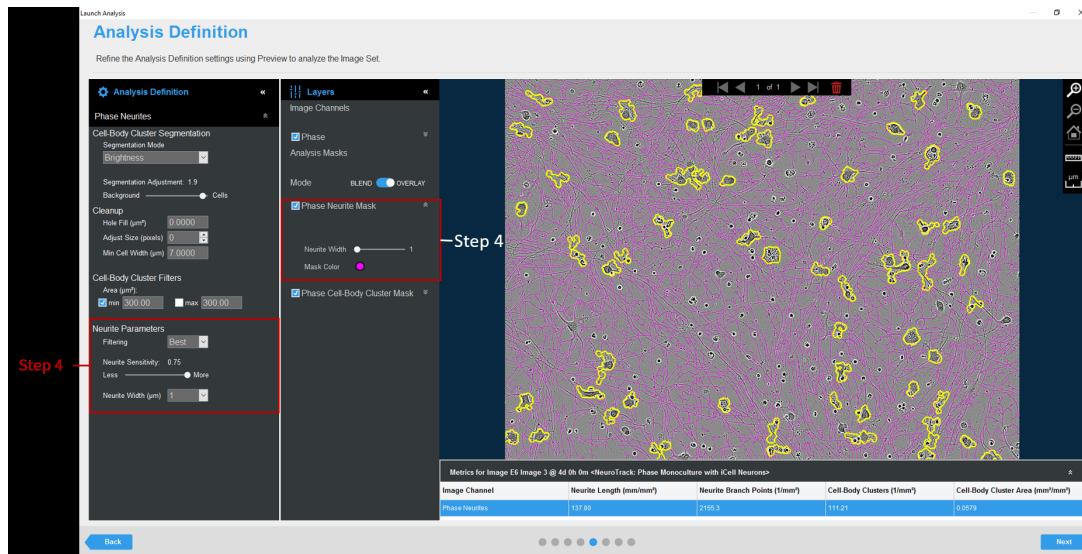 Launch Analysis
Analysis Definition
Refine the Analysis Definition settings using Preview to analyze the Image Set.
Analysis Definition
Phase Neurites
Cell-Body Cluster Segmentation
Segmentation Mode
Brightness
Segmentation Adjustment: 1.9
Background Cells
Cleanup
Hole Fill (µm²) 0.0000
Adjust Size (pixels) 0
Min Cell Width (µm) 7.0000
Cell-Body Cluster Filters
Area (µm²):
min 300.00 max 300.00
Neurite Parameters
Filtering Best
Neurite Sensitivity: 0.75
Less More
Neurite Width (µm) 1
Step 4
Layers
Image Channels
Phase
Analysis Masks
Mode BLEND OVERLAY
Phase Neurite Mask
Neurite Width 1
Mask Color
Phase Cell-Body Cluster Mask
Step 4
1 of 1
µm
Metrics for Image E6 Image 3 @ 4d 0h 0m <NeuroTrack: Phase Monoculture with iCell Neurons>
Image Channel Neurite Length (mm/mm²) Neurite Branch Points (1/mm²) Cell-Body Clusters (1/mm²) Cell-Body Cluster Area (mm²/mm²)
Phase Neurites 137.80 2155.3 111.21 0.0579
Back Next